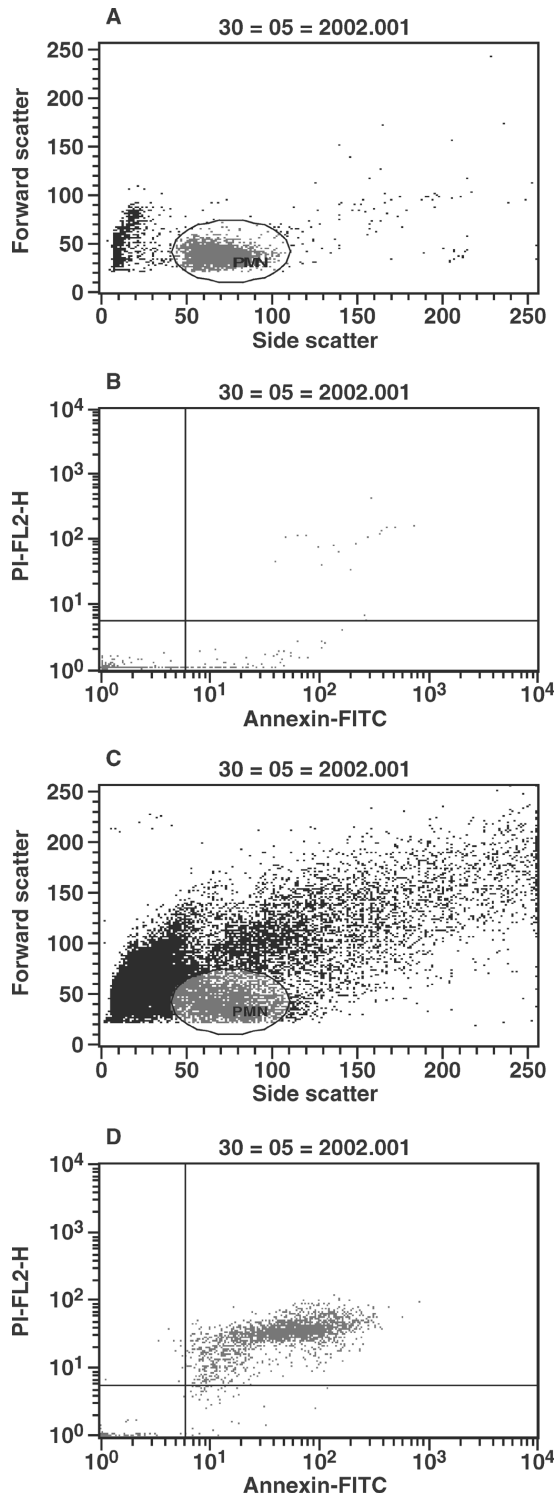 A
30 = 05 = 2002.001
250
200
150
100
50
0
Forward scatter
PMN
0 50 100 150 200 250
Side scatter
B
30 = 05 = 2002.001
10⁴
10³
10²
10¹
10⁰
PI-FL2-H
10⁰ 10¹ 10² 10³ 10⁴
Annexin-FITC
C
30 = 05 = 2002.001
250
200
150
100
50
0
Forward scatter
PMN
0 50 100 150 200 250
Side scatter
D
30 = 05 = 2002.001
10⁴
10³
10²
10¹
10⁰
PI-FL2-H
10⁰ 10¹ 10² 10³ 10⁴
Annexin-FITC